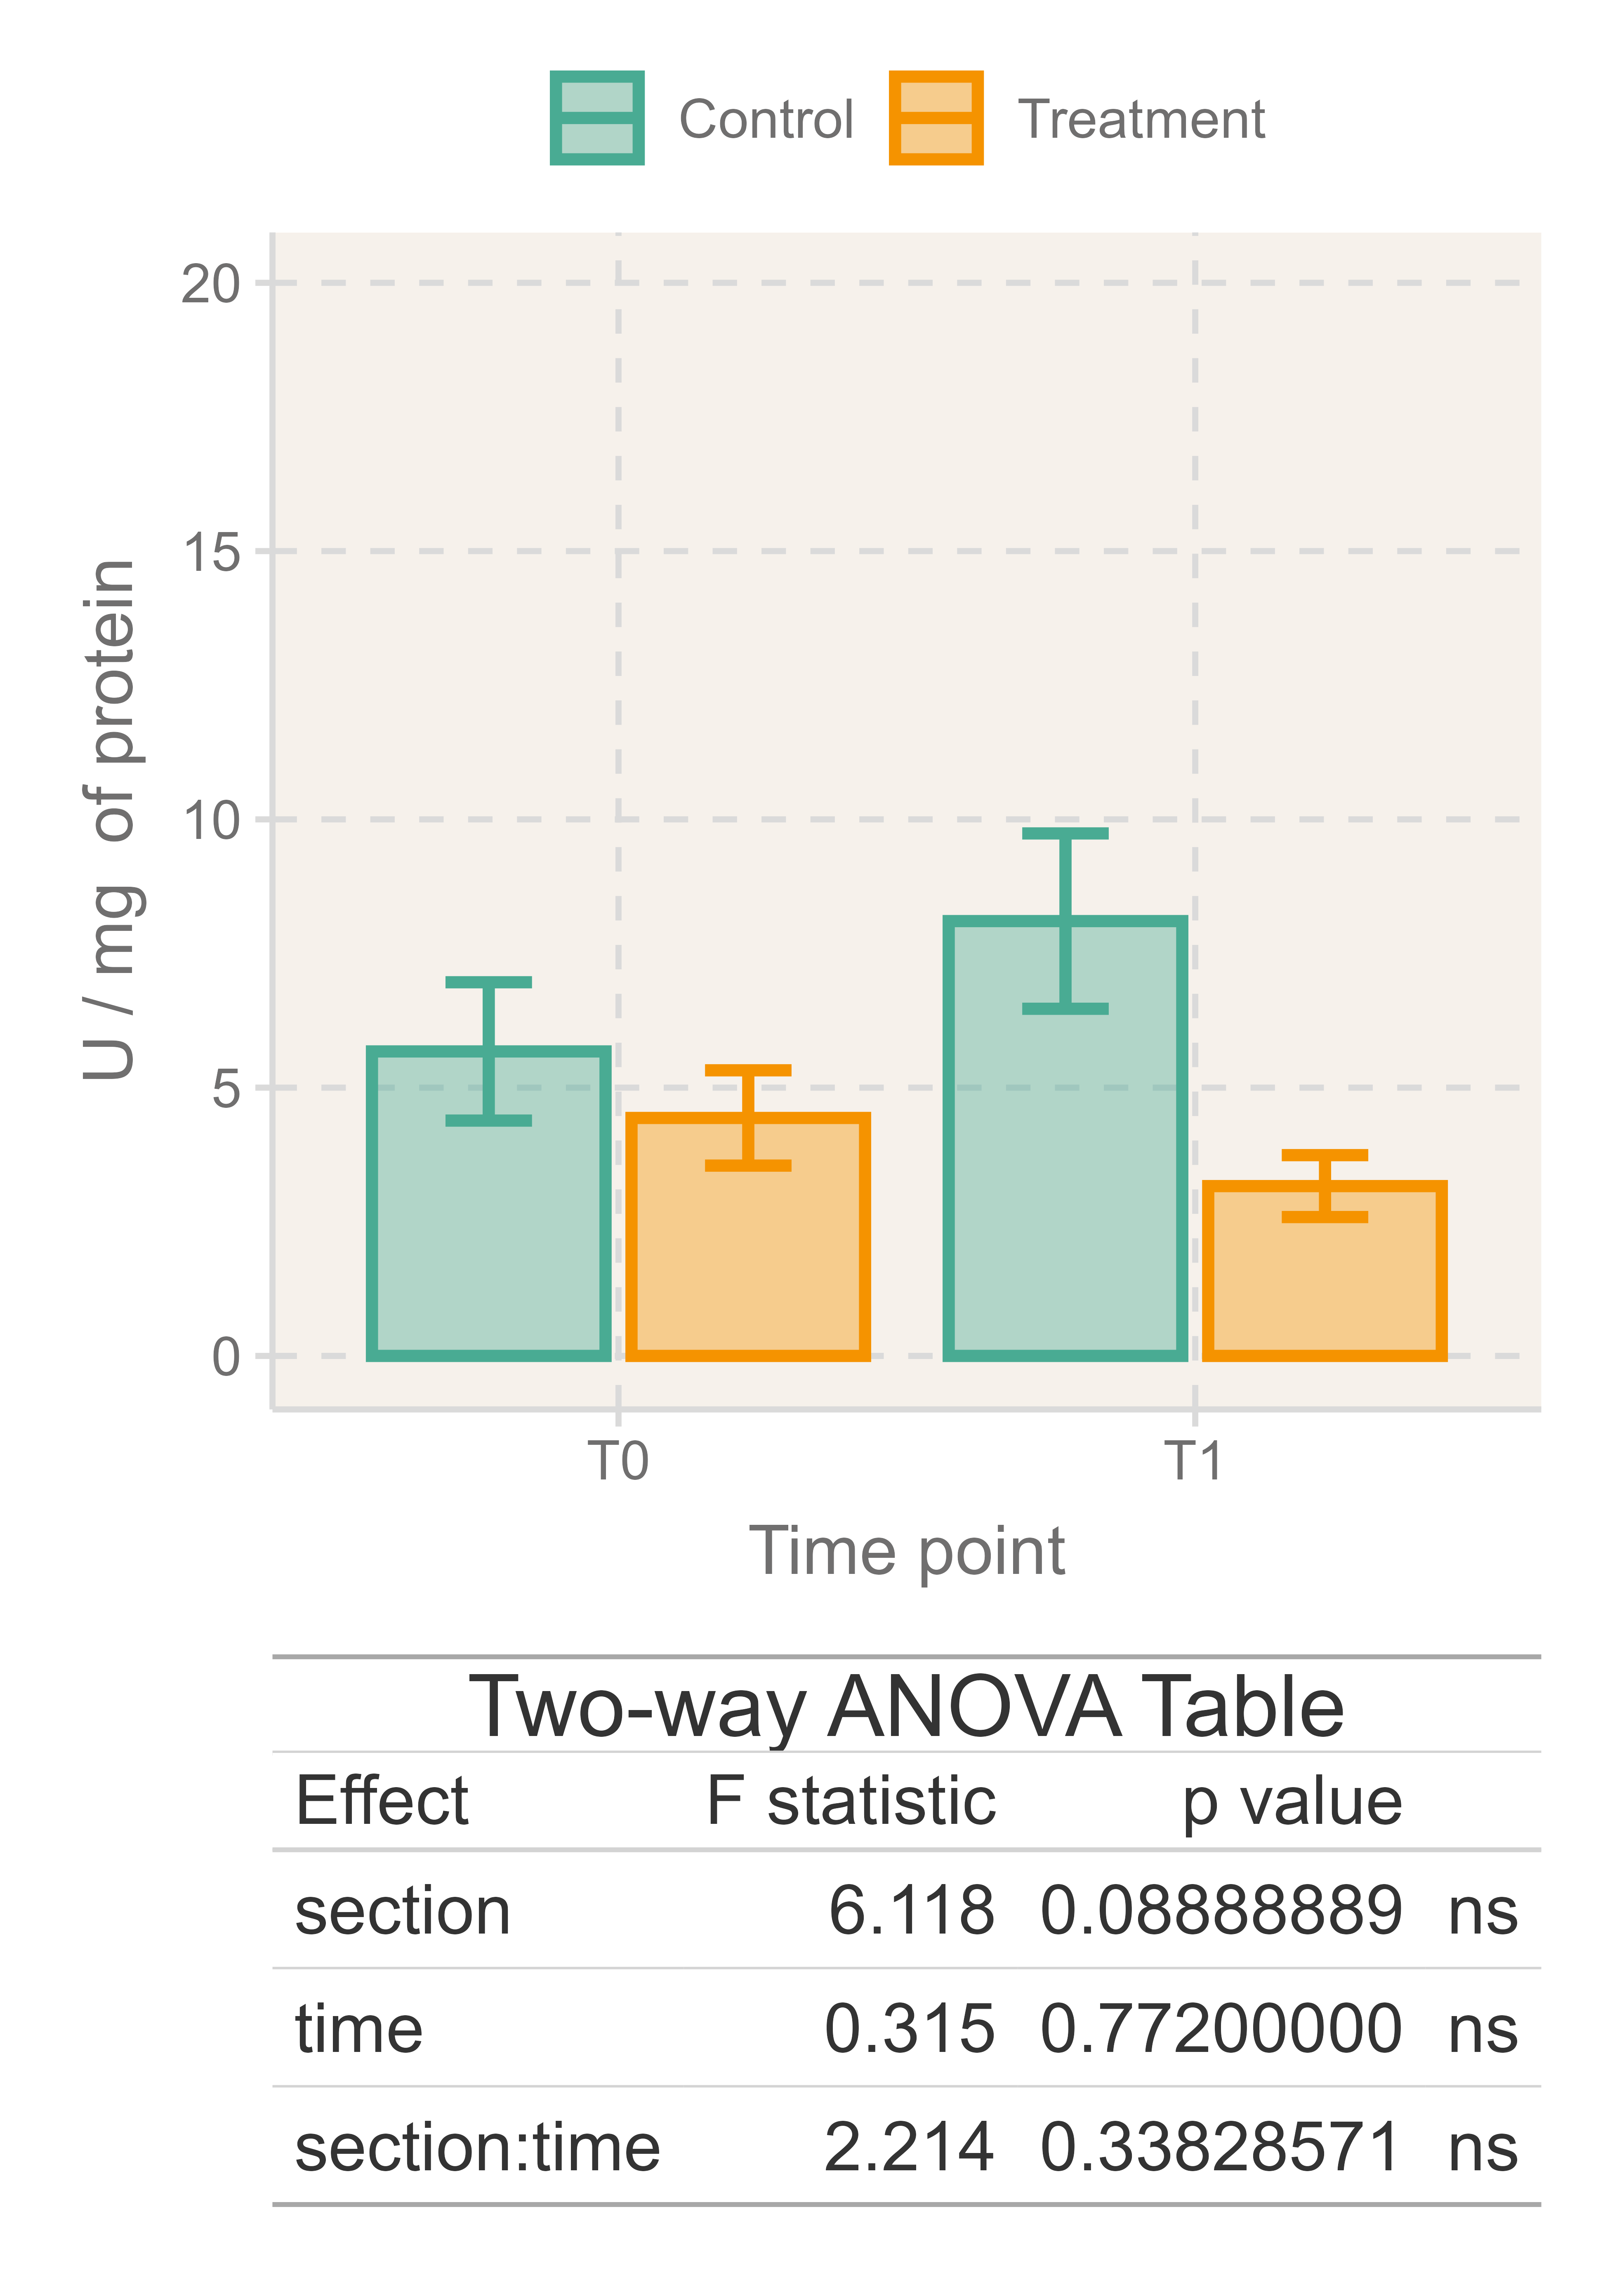 Control Treatment
20
15
10
5
0
U / mg of protein
T0 T1
Time point
Two-way ANOVA Table
Effect F statistic p value
section 6.118 0.08888889 ns
time 0.315 0.77200000 ns
section:time 2.214 0.33828571 ns